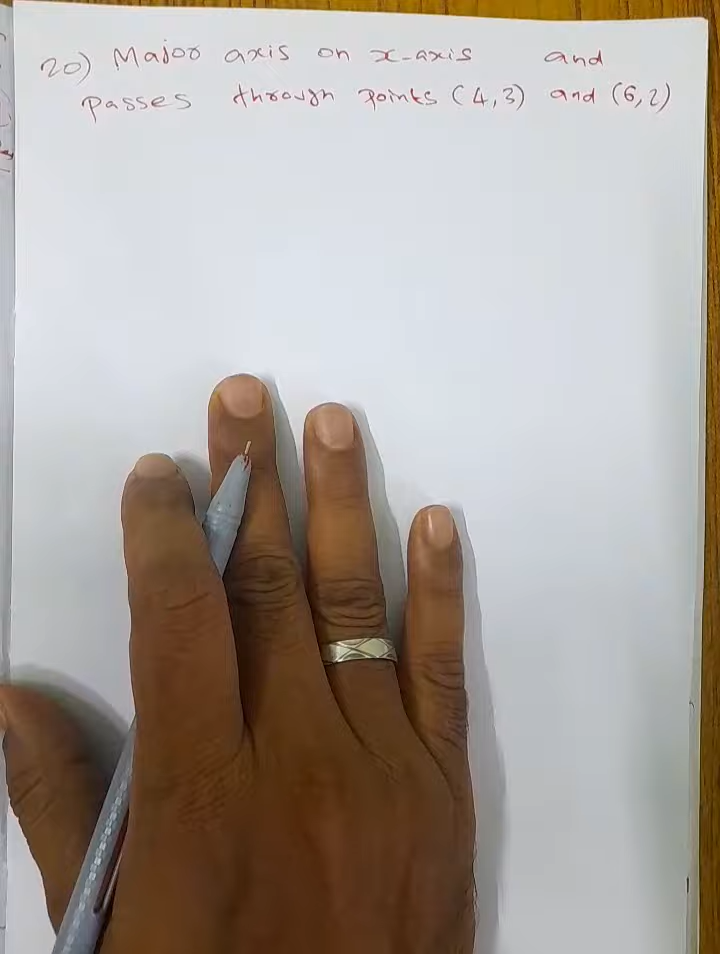 20) Major axis on x-axis and
passes through points (4,3) and (6,2)